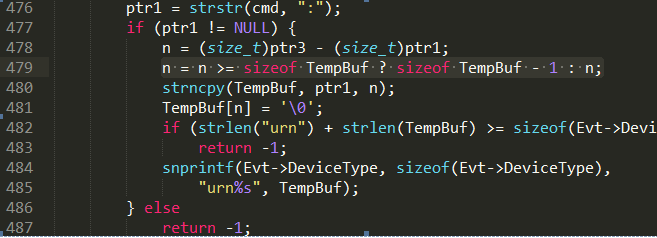 476 ptr1 = strstr(cmd, ":");
477 if (ptr1 != NULL) {
478 n = (size_t)ptr3 - (size_t)ptr1;
479 n = n >= sizeof TempBuf ? sizeof TempBuf - 1 : n;
480 strncpy(TempBuf, ptr1, n);
481 TempBuf[n] = '\0';
482 if (strlen("urn") + strlen(TempBuf) >= sizeof(Evt->Devi
483 return -1;
484 snprintf(Evt->DeviceType, sizeof(Evt->DeviceType),
485 "urn%s", TempBuf);
486 } else
487 return -1;